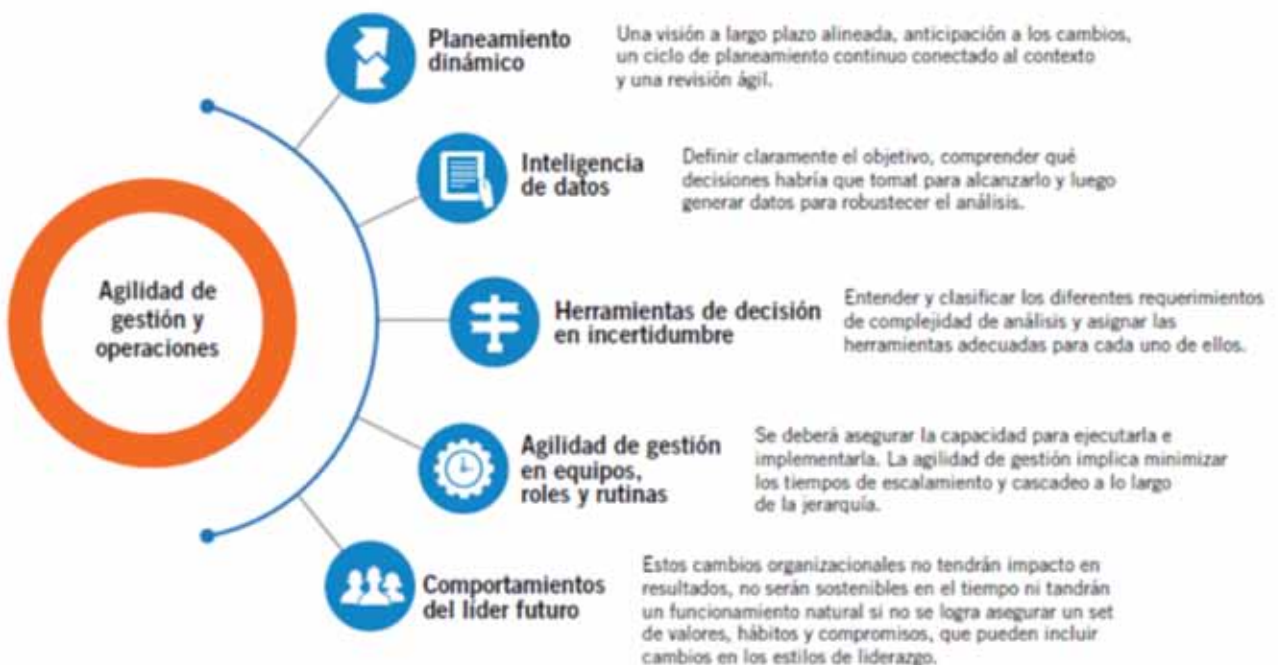 Planeamiento
dinámico
Una visión a largo plazo alineada, anticipación a los cambios,
un ciclo de planeamiento continuo conectado al contexto
y una revisión ágil.
Inteligencia
de datos
Definir claramente el objetivo, comprender qué
decisiones habría que tomat para alcanzarlo y luego
generar datos para robustecer el análisis.
Agilidad de
gestión y
operaciones
Herramientas de decisión
en incertidumbre
Entender y clasificar los diferentes requerimientos
de complejidad de análisis y asignar las
herramientas adecuadas para cada uno de ellos.
Agilidad de gestión
en equipos,
roles y rutinas
Se deberá asegurar la capacidad para ejecutarla e
implementarla. La agilidad de gestión implica minimizar
los tiempos de escalamiento y cascadeo a lo largo
de la jerarquía.
Comportamientos
del líder futuro
Estos cambios organizacionales no tendrán impacto en
resultados, no serán sostenibles en el tiempo ni tandrán
un funcionamiento natural si no se logra asegurar un set
de valores, hábitos y compromisos, que pueden incluir
cambios en los estilos de liderazgo.